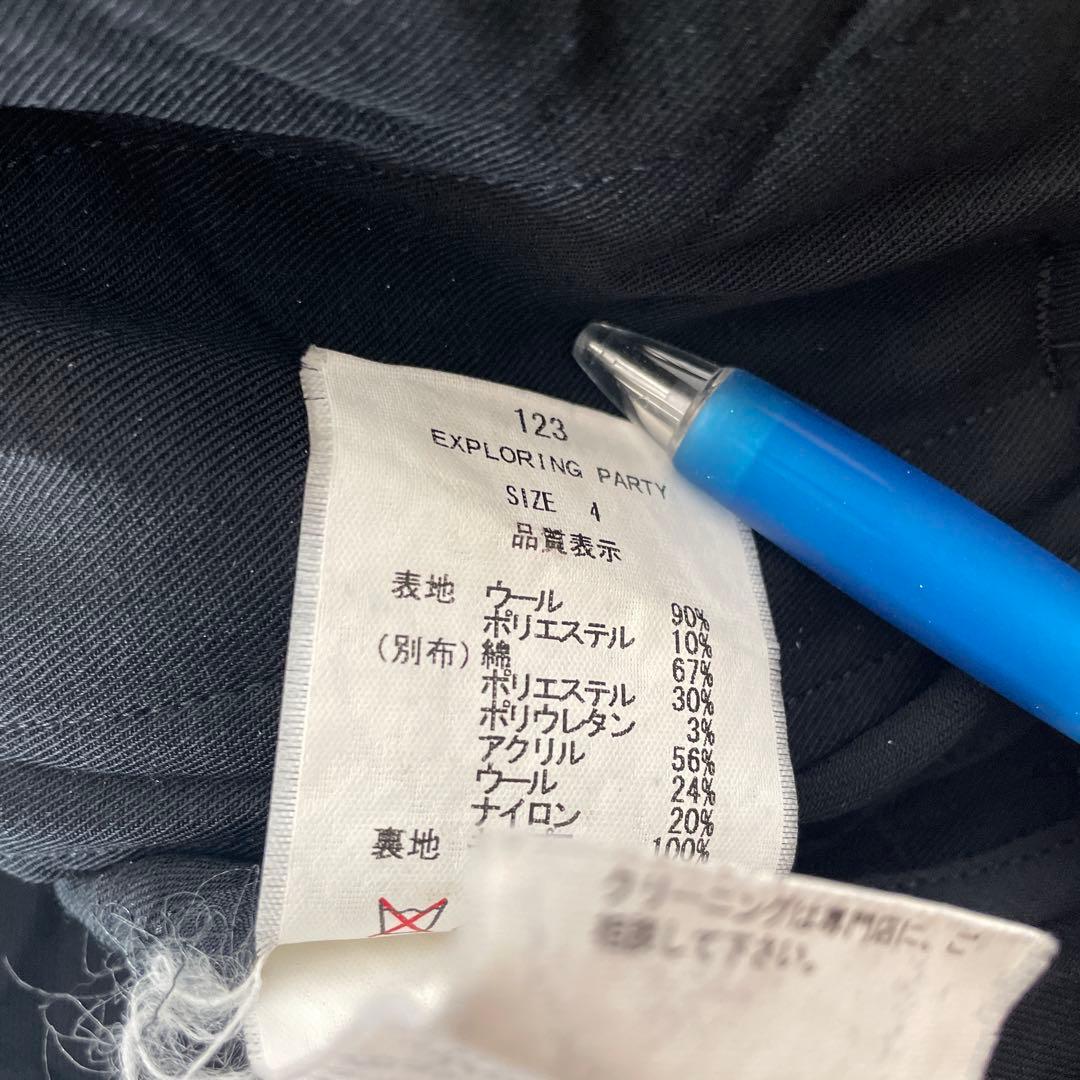 123
EXPLORING PARTY
SIZE 4
品質表示
表地 ウール 90%
ポリエステル 10%
(別布) 綿 67%
ポリエステル 30%
ポリウレタン 3%
アクリル 56%
ウール 24%
ナイロン 20%
裏地 100%
クリーニングは専門店に、ご
相談して下さい。